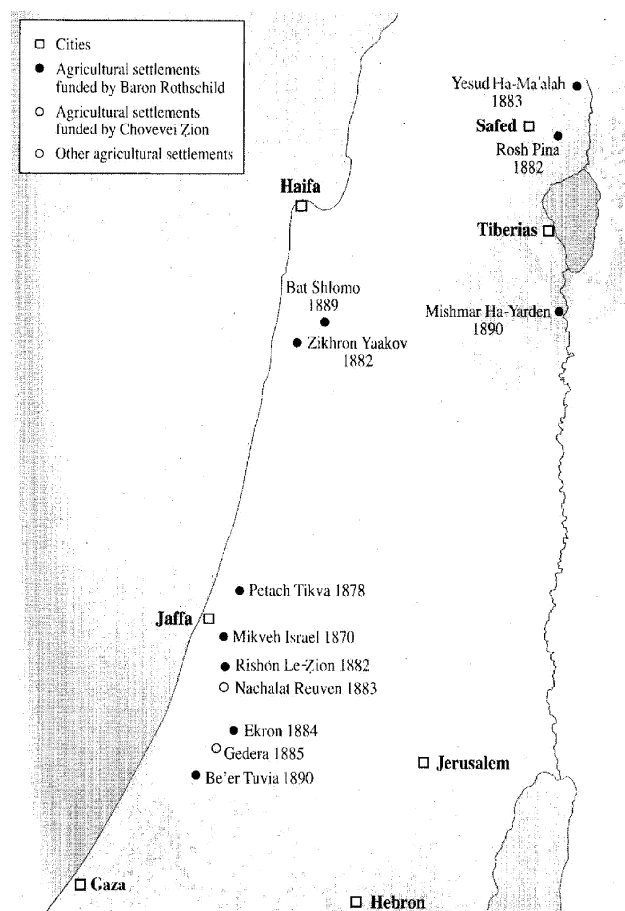 Cities
Agricultural settlements
funded by Baron Rothschild
Agricultural settlements
funded by Chovevei Zion
Other agricultural settlements
Yesud Ha-Ma'alah
1883
Safed
Rosh Pina
1882
Haifa
Tiberias
Bat Shlomo
1889
Mishmar Ha-Yarden
1890
Zikhron Yaakov
1882
Petach Tikva 1878
Jaffa
Mikveh Israel 1870
Rishon Le-Ẓion 1882
Nachalat Reuven 1883
Ekron 1884
Gedera 1885
Jerusalem
Be'er Tuvia 1890
Gaza
Hebron